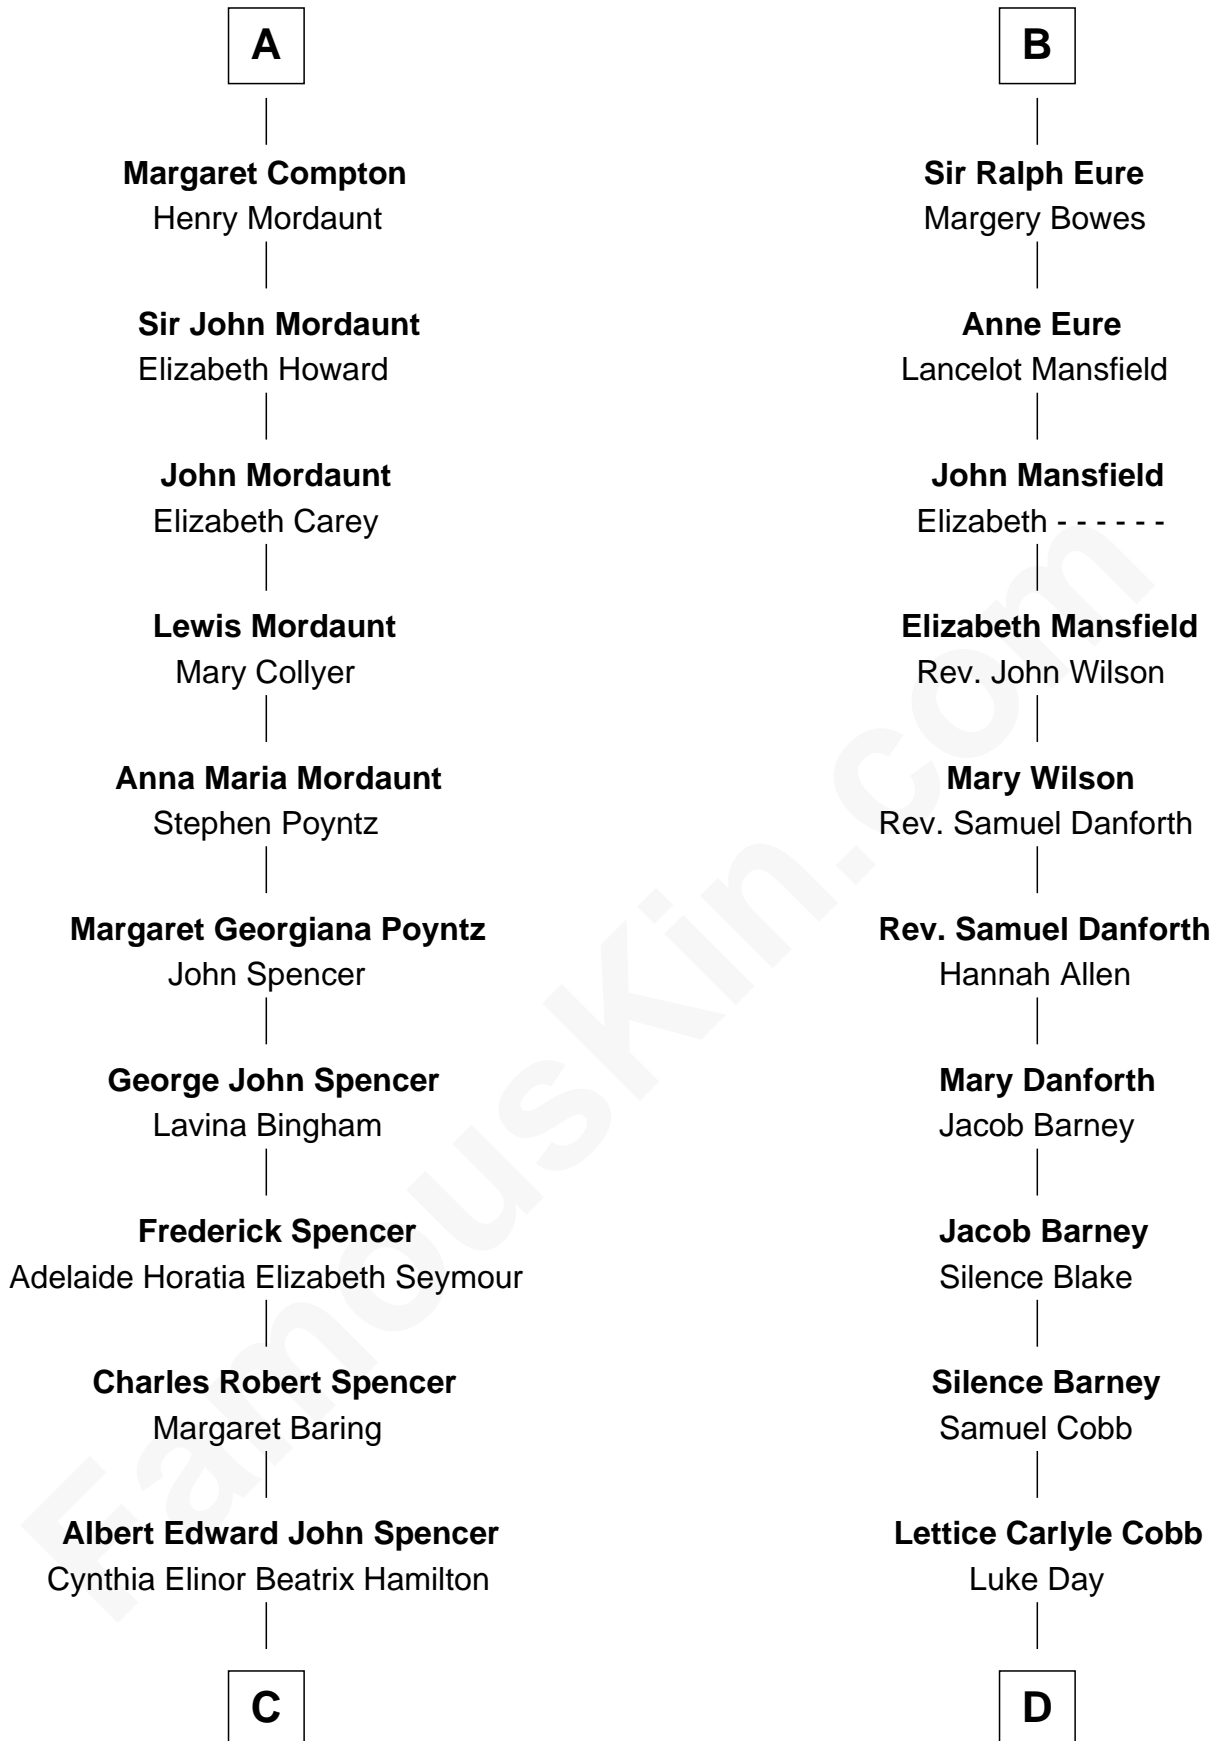 A
Margaret Compton
Henry Mordaunt
Sir John Mordaunt
Elizabeth Howard
John Mordaunt
Elizabeth Carey
Lewis Mordaunt
Mary Collyer
Anna Maria Mordaunt
Stephen Poyntz
Margaret Georgiana Poyntz
John Spencer
George John Spencer
Lavina Bingham
Frederick Spencer
Adelaide Horatia Elizabeth Seymour
Charles Robert Spencer
Margaret Baring
Albert Edward John Spencer
Cynthia Elinor Beatrix Hamilton
C
B
Sir Ralph Eure
Margery Bowes
Anne Eure
Lancelot Mansfield
John Mansfield
Elizabeth - - - - - -
Elizabeth Mansfield
Rev. John Wilson
Mary Wilson
Rev. Samuel Danforth
Rev. Samuel Danforth
Hannah Allen
Mary Danforth
Jacob Barney
Jacob Barney
Silence Blake
Silence Barney
Samuel Cobb
Lettice Carlyle Cobb
Luke Day
D
FamousKin.com